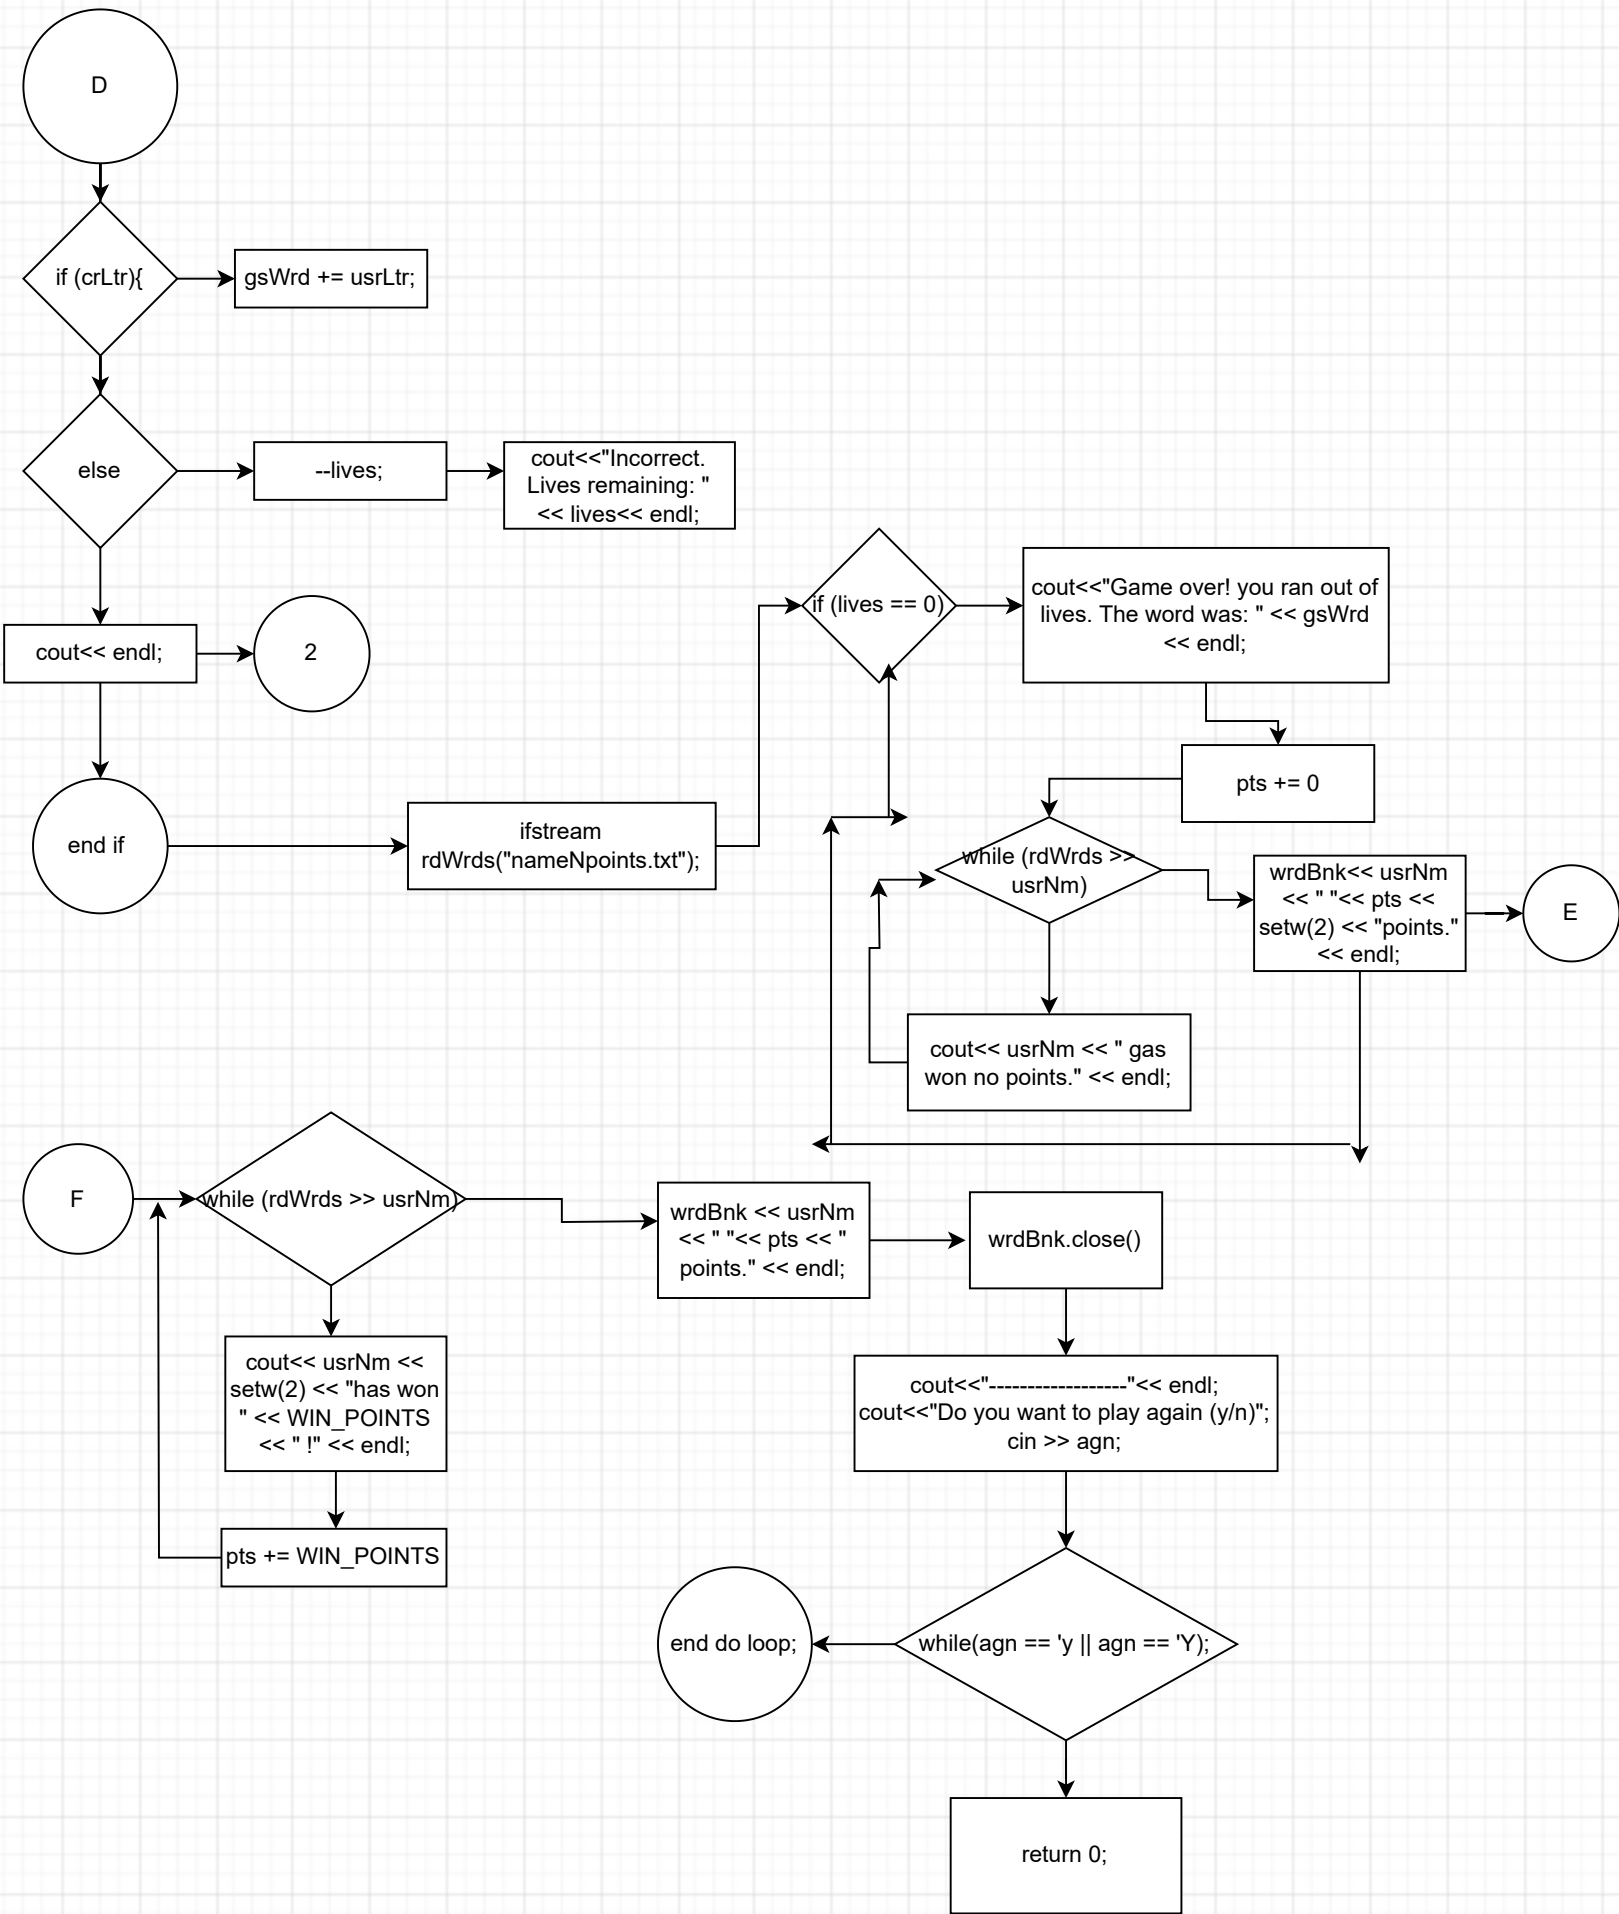 D
if (crLtr){
gsWrd += usrLtr;
else
--lives;
cout<<"Incorrect.
Lives remaining: "
<< lives<< endl;
cout<< endl;
2
end if
ifstream
rdWrds("nameNpoints.txt");
if (lives == 0)
cout<<"Game over! you ran out of
lives. The word was: " << gsWrd
<< endl;
pts += 0
while (rdWrds >>
usrNm)
wrdBnk<< usrNm
<< " "<< pts <<
setw(2) << "points."
<< endl;
E
cout<< usrNm << " gas
won no points." << endl;
F
while (rdWrds >> usrNm)
wrdBnk << usrNm
<< " "<< pts << "
points." << endl;
wrdBnk.close()
cout<< usrNm <<
setw(2) << "has won
" << WIN_POINTS
<< " !" << endl;
pts += WIN_POINTS
cout<<"------------------"<< endl;
cout<<"Do you want to play again (y/n)";
cin >> agn;
while(agn == 'y || agn == 'Y);
end do loop;
return 0;